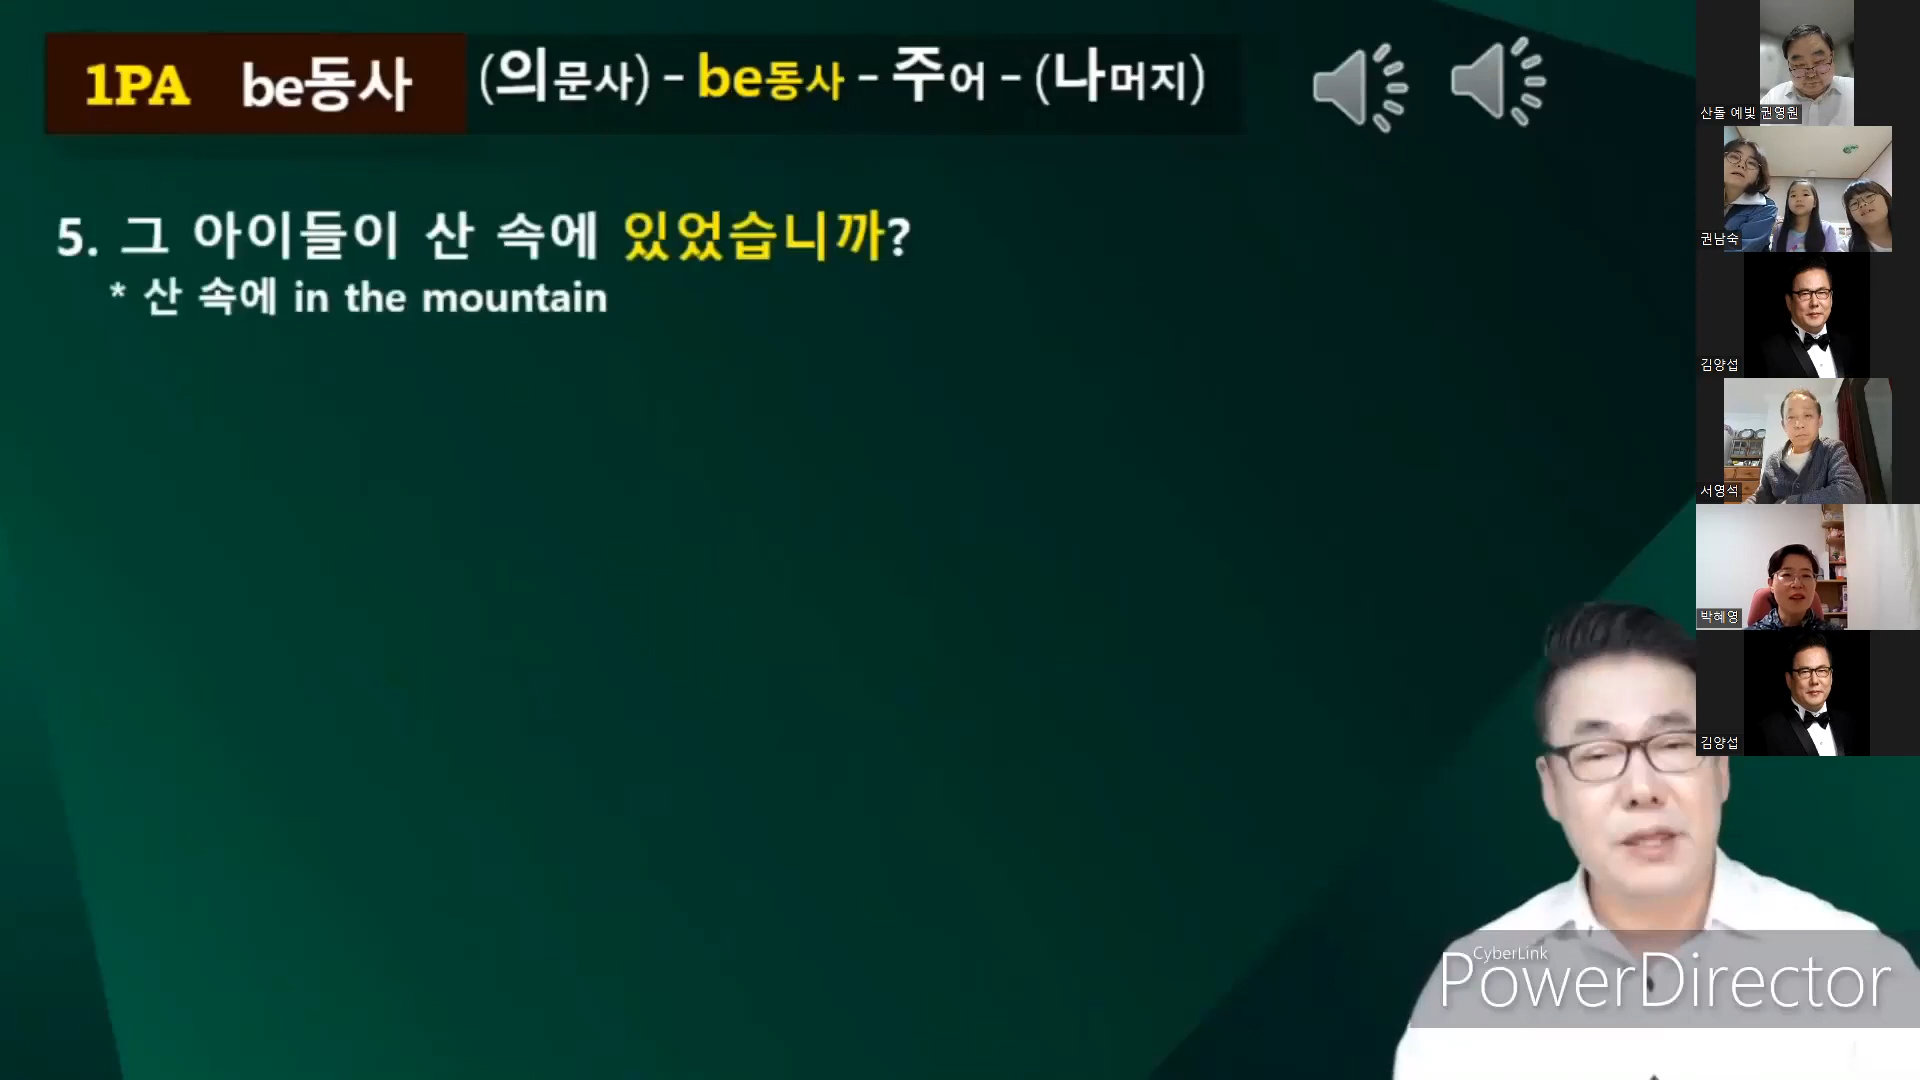 1PA be동사 (의문사) - be동사 - 주어 - (나머지)
5. 그 아이들이 산 속에 있었습니까?
* 산 속에 in the mountain
산돌 예빛 권영원
권남숙
김양섭
서영석
박혜영
김양섭
CyberLink
PowerDirector